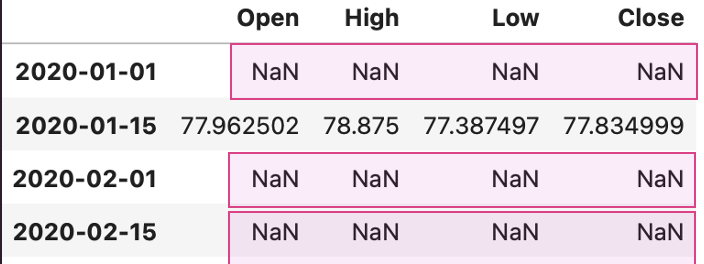 Open High Low Close
2020-01-01 NaN NaN NaN NaN
2020-01-15 77.962502 78.875 77.387497 77.834999
2020-02-01 NaN NaN NaN NaN
2020-02-15 NaN NaN NaN NaN